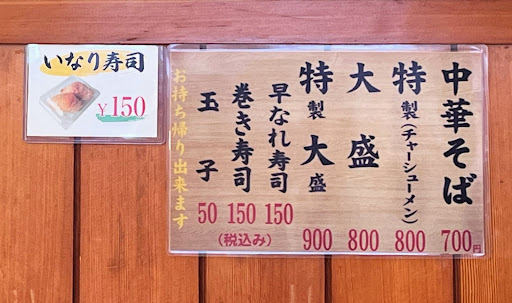 いなり寿司
¥150
中華そば 700円
特製(チャーシューメン) 800
大盛 800
特製大盛 900
早なれ寿司 150
巻き寿司 150
玉子 50
(税込み)
お持ち帰り出来ます